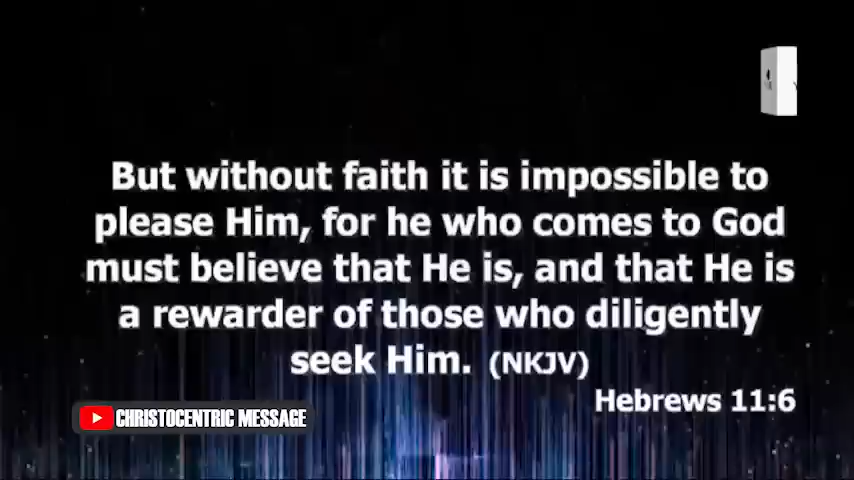 But without faith it is impossible to
please Him, for he who comes to God
must believe that He is, and that He is
a rewarder of those who diligently
seek Him. (NKJV)
Hebrews 11:6
CHRISTOCENTRIC MESSAGE